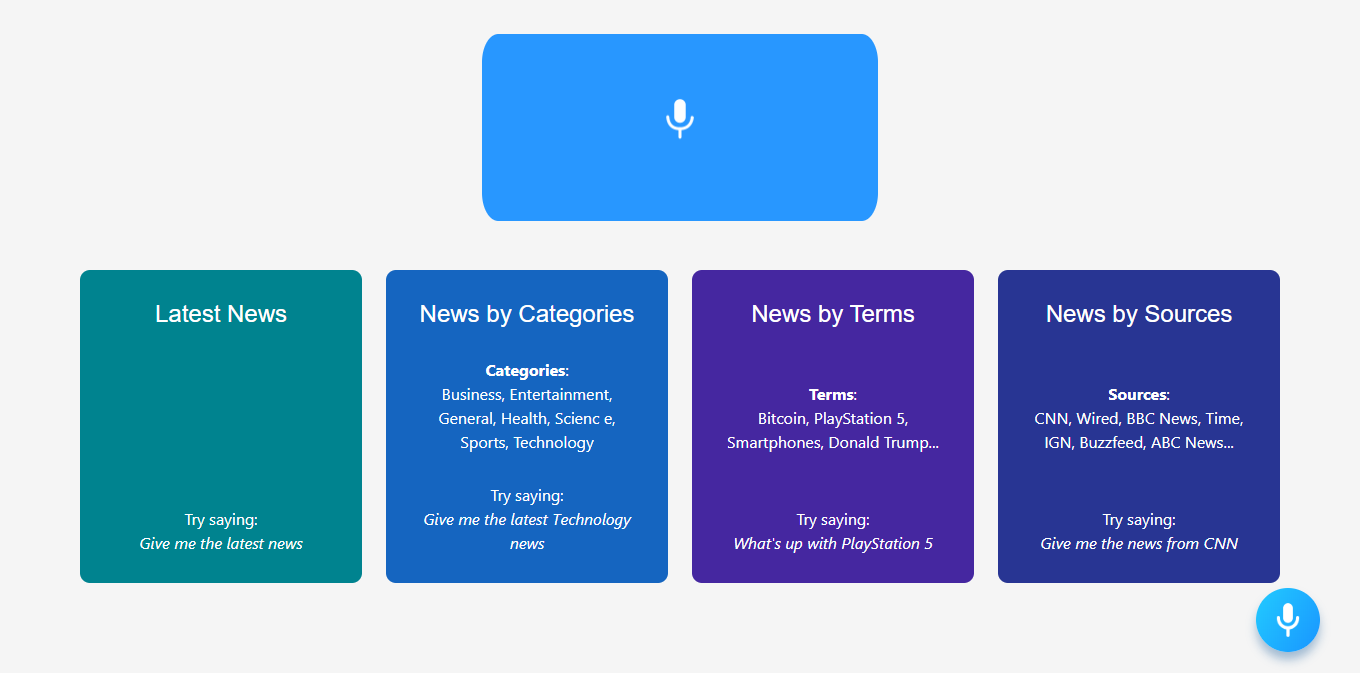 Latest News
Try saying:
Give me the latest news
News by Categories
Categories:
Business, Entertainment,
General, Health, Scienc e,
Sports, Technology
Try saying:
Give me the latest Technology
news
News by Terms
Terms:
Bitcoin, PlayStation 5,
Smartphones, Donald Trump...
Try saying:
What's up with PlayStation 5
News by Sources
Sources:
CNN, Wired, BBC News, Time,
IGN, Buzzfeed, ABC News...
Try saying:
Give me the news from CNN